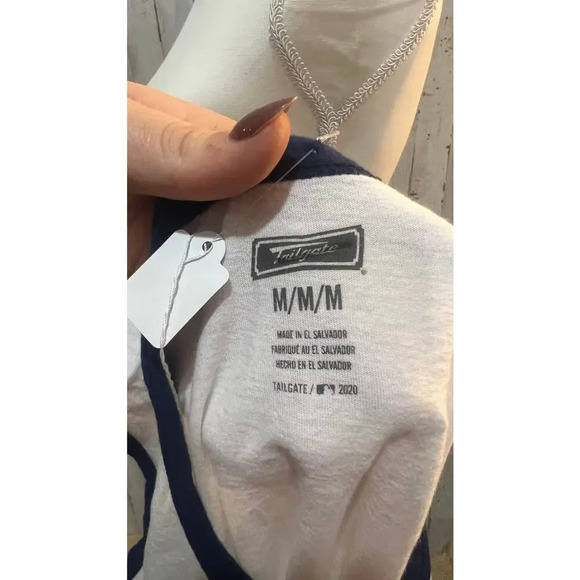 Tailgate®
M/M/M
MADE IN EL SALVADOR
FABRIQUÉ AU EL SALVADOR
HECHO EN EL SALVADOR
TAILGATE / 2020